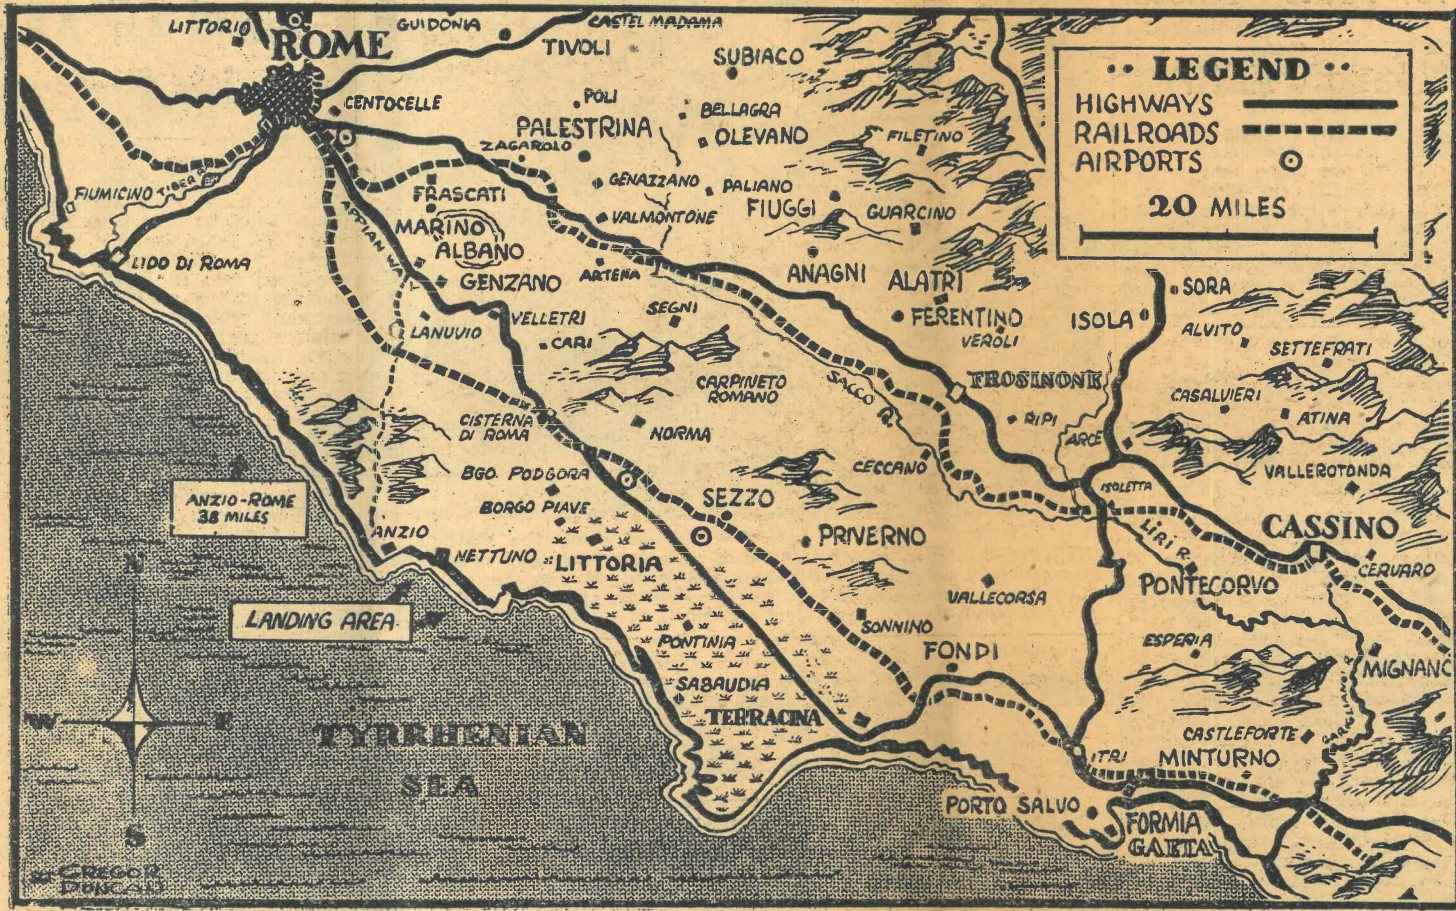 LITTORIO
GUIDONIA
CASTEL MADAMA
ROME
TIVOLI
SUBIACO
CENTOCELLE
POLI
BELLAGRA
PALESTRINA
OLEVANO
FILETINO
ZAGAROLO
FIUMICINO
TIBER R.
FRASCATI
GENAZZANO
PALIANO
FIUGGI
GUARCINO
APPIAN WAY
MARINO
VALMONTONE
ALBANO
LIDO DI ROMA
GENZANO
ARTENA
ANAGNI
ALATRI
LANUVIO
VELLETRI
SEGNI
FERENTINO
VEROLI
CARI
·· LEGEND ··
HIGHWAYS
RAILROADS
AIRPORTS
20 MILES
SORA
ISOLA
ALVITO
SETTEFRATI
CARPINETO
ROMANO
SACCO R.
FROSINONE
CASALVIERI
ATINA
CISTERNA
DI ROMA
NORMA
RIPI
ARCE
CECCANO
VALLEROTONDA
BGO. PODGORA
BORGO PIAVE
SEZZO
ISOLETTA
ANZIO-ROME
38 MILES
ANZIO
NETTUNO
LITTORIA
PRIVERNO
LIRI R.
CASSINO
CERVARO
PONTECORVO
VALLECORSA
LANDING AREA
PONTINIA
SONNINO
FONDI
ESPERIA
MIGNANO
SABAUDIA
TERRACINA
GARIGLIANO R.
CASTLEFORTE
MINTURNO
ITRI
N
W
E
S
TYRRHENIAN
SEA
PORTO SALVO
FORMIA
GAETA
GREGOR
DUNCAN